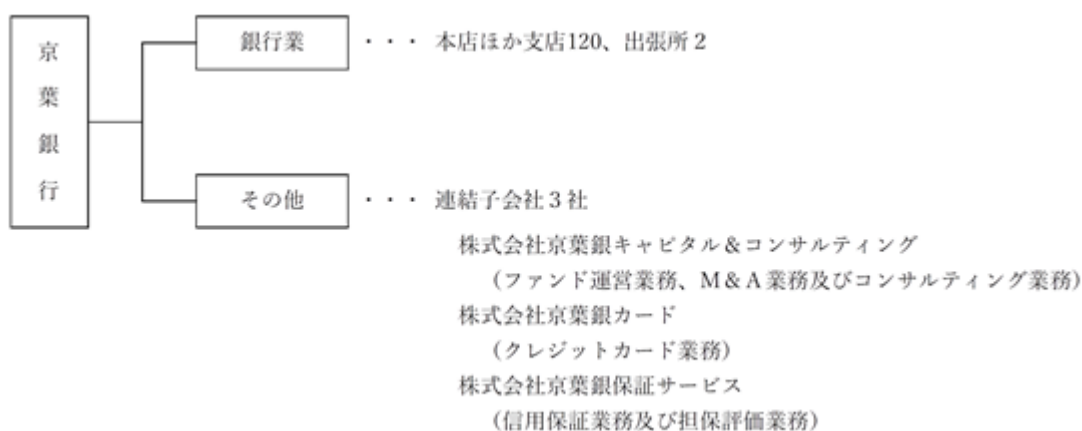 京葉銀行
銀行業 ・・・ 本店ほか支店120、出張所2
その他 ・・・ 連結子会社3社
株式会社京葉銀キャピタル&コンサルティング
(ファンド運営業務、M&A業務及びコンサルティング業務)
株式会社京葉銀カード
(クレジットカード業務)
株式会社京葉銀保証サービス
(信用保証業務及び担保評価業務)